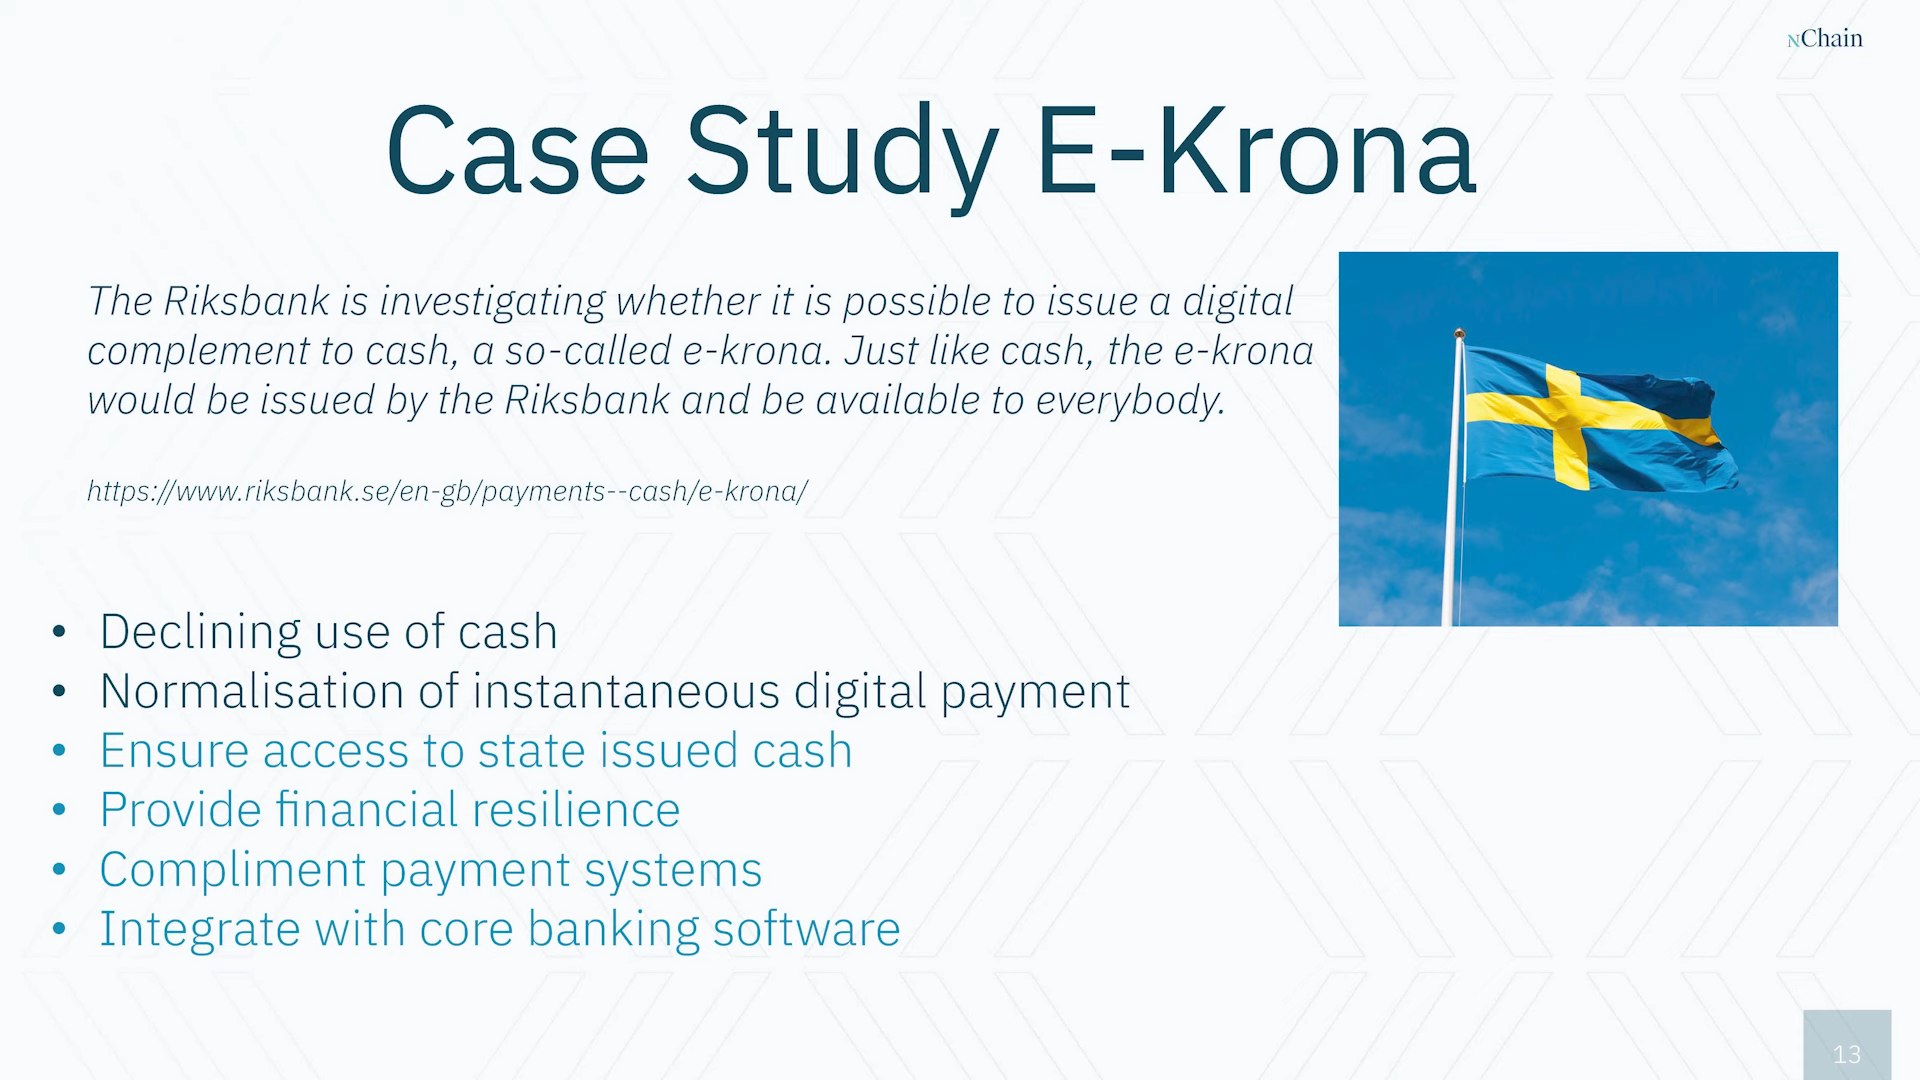 nChain
Case Study E-Krona
The Riksbank is investigating whether it is possible to issue a digital
complement to cash, a so-called e-krona. Just like cash, the e-krona
would be issued by the Riksbank and be available to everybody.
https://www.riksbank.se/en-gb/payments--cash/e-krona/
• Declining use of cash
• Normalisation of instantaneous digital payment
• Ensure access to state issued cash
• Provide financial resilience
• Compliment payment systems
• Integrate with core banking software
13